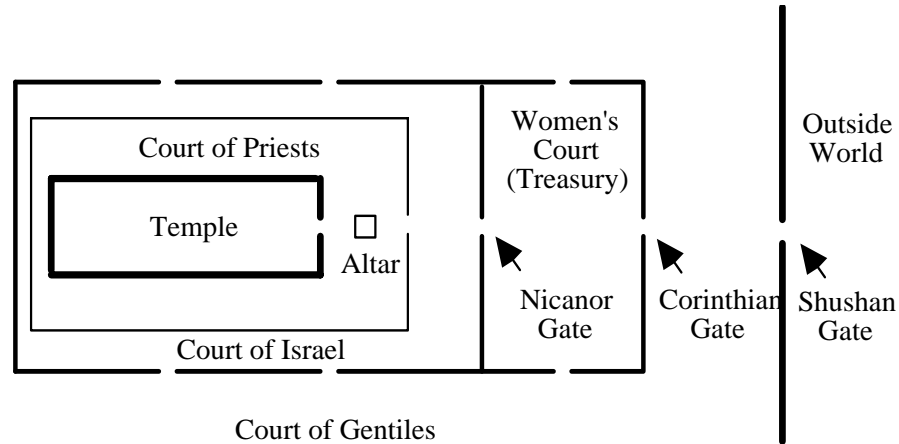 Court of Priests
Temple
Altar
Court of Israel
Women's
Court
(Treasury)
Outside
World
Nicanor
Gate
Corinthian
Gate
Shushan
Gate
Court of Gentiles